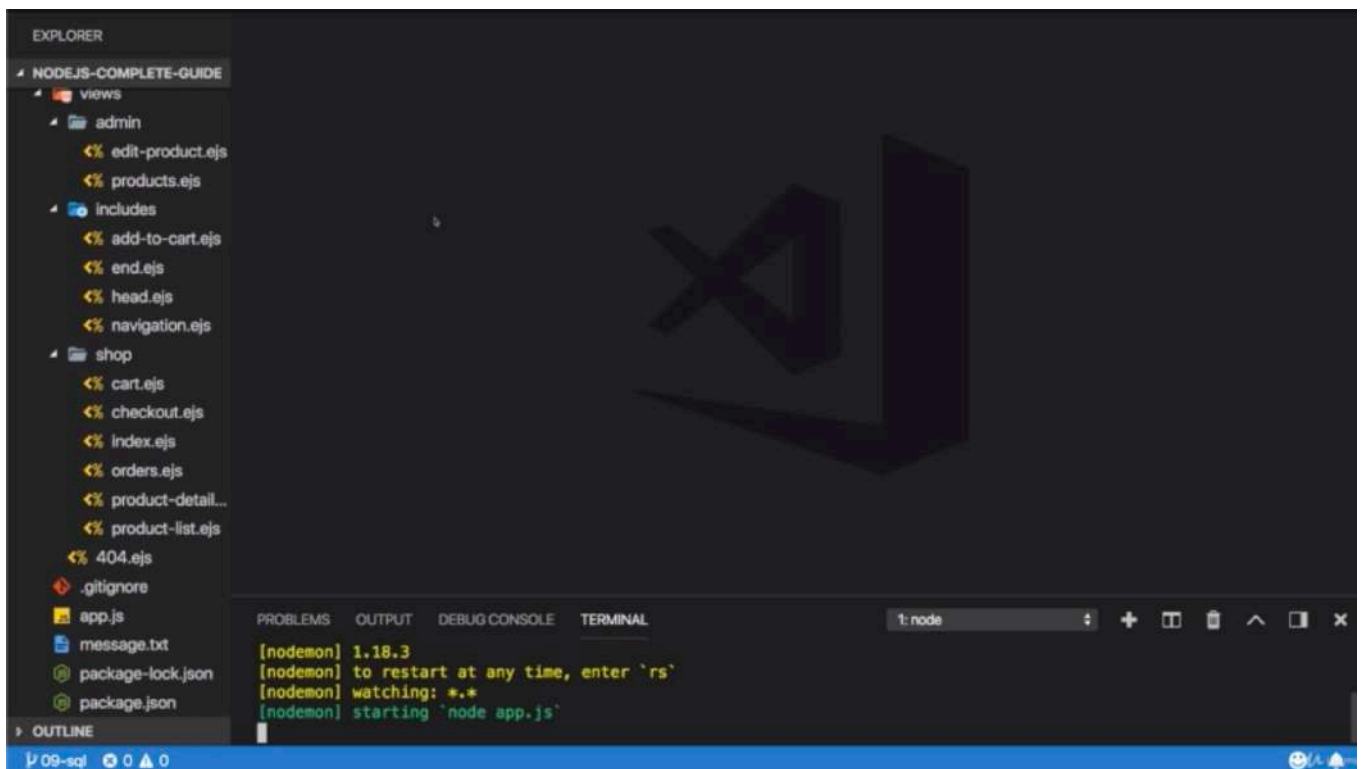 EXPLORER
NODEJS-COMPLETE-GUIDE
views
admin
edit-product.ejs
products.ejs
includes
add-to-cart.ejs
end.ejs
head.ejs
navigation.ejs
shop
cart.ejs
checkout.ejs
index.ejs
orders.ejs
product-detail...
product-list.ejs
404.ejs
.gitignore
app.js
message.txt
package-lock.json
package.json
OUTLINE
PROBLEMS OUTPUT DEBUG CONSOLE TERMINAL 1: node
[nodemon] 1.18.3
[nodemon] to restart at any time, enter `rs`
[nodemon] watching: *.*
[nodemon] starting `node app.js`
09-sql 0 0